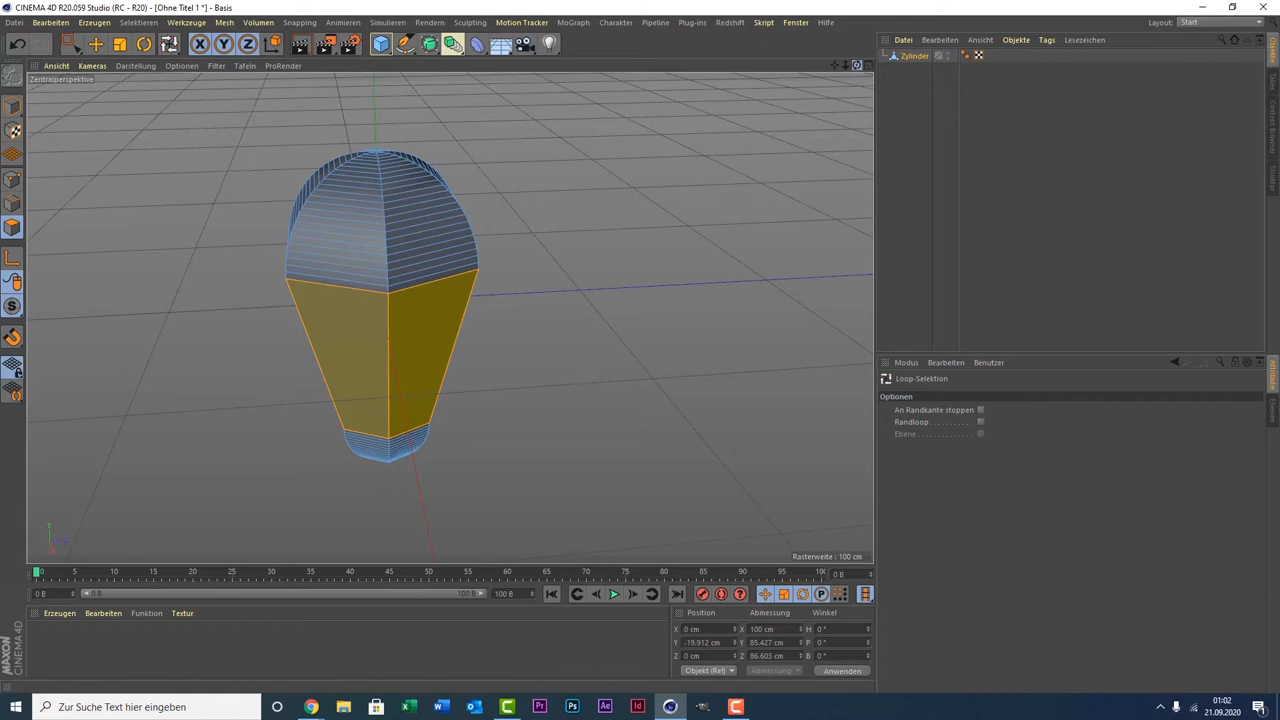 CINEMA 4D R20.059 Studio (RC - R20) - [Ohne Titel 1 *] - Basis
Datei Bearbeiten Erzeugen Selektieren Werkzeuge Mesh Volumen Snapping Animieren Simulieren Rendern Sculpting Motion Tracker MoGraph Charakter Pipeline Plug-ins Redshift Skript Fenster Hilfe
Layout: Start
Ansicht Kameras Darstellung Optionen Filter Tafeln ProRender
Zentralperspektive
Datei Bearbeiten Ansicht Objekte Tags Lesezeichen
Zylinder
Objekte
Takes
Content Browser
Struktur
Modus Bearbeiten Benutzer
Loop-Selektion
Optionen
An Randkante stoppen
Randloop
Ebene
Attribute
Ebenen
Y
Z
X
Rasterweite : 100 cm
0 5 10 15 20 25 30 35 40 45 50 55 60 65 70 75 80 85 90 95 100 0 B
0 B 0 B 100 B 100 B
Erzeugen Bearbeiten Funktion Textur
Position Abmessung Winkel
X 0 cm X 100 cm H 0 °
Y -19.912 cm Y 85.427 cm P 0 °
Z 0 cm Z 86.603 cm B 0 °
Objekt (Rel) Abmessung Anwenden
MAXON
CINEMA 4D
Zur Suche Text hier eingeben
01:02
21.09.2020